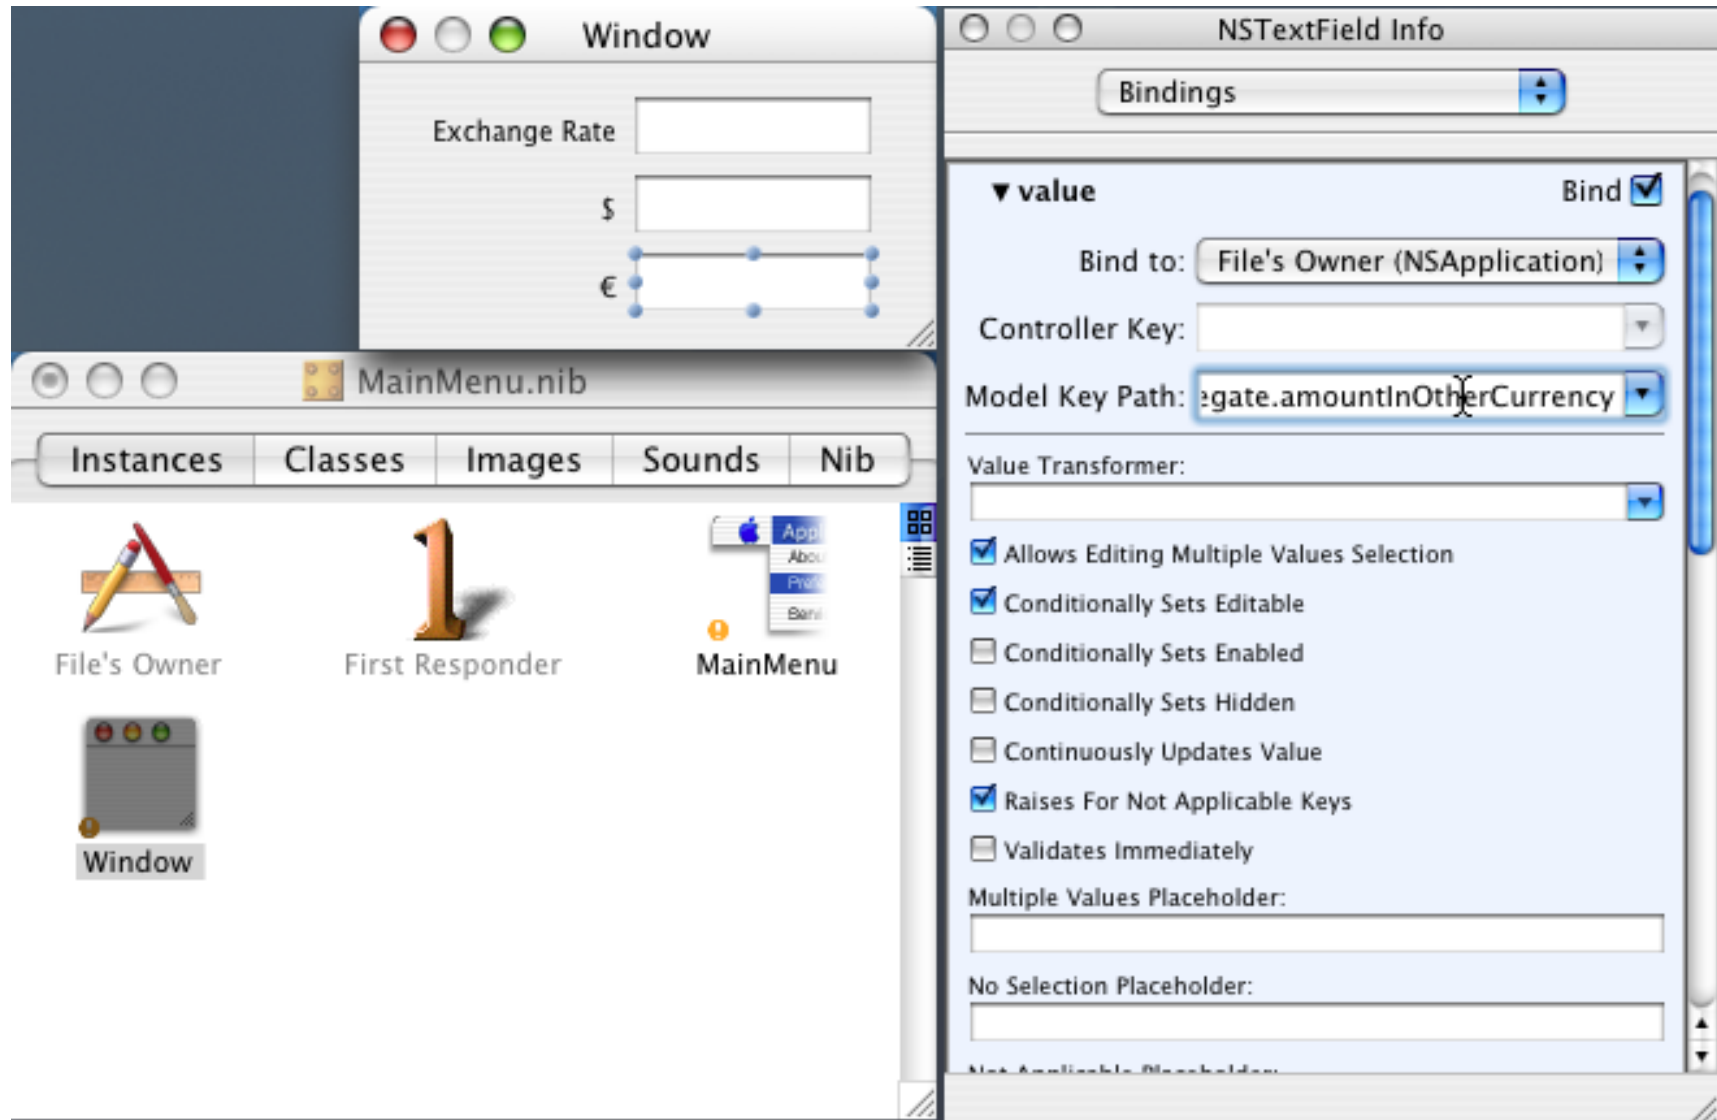 Window
Exchange Rate
$
€
MainMenu.nib
Instances Classes Images Sounds Nib
File's Owner
First Responder
MainMenu
Window
NSTextField Info
Bindings
value Bind
Bind to: File's Owner (NSApplication)
Controller Key:
Model Key Path: egate.amountInOtherCurrency
Value Transformer:
Allows Editing Multiple Values Selection
Conditionally Sets Editable
Conditionally Sets Enabled
Conditionally Sets Hidden
Continuously Updates Value
Raises For Not Applicable Keys
Validates Immediately
Multiple Values Placeholder:
No Selection Placeholder:
Not Applicable Placeholder: